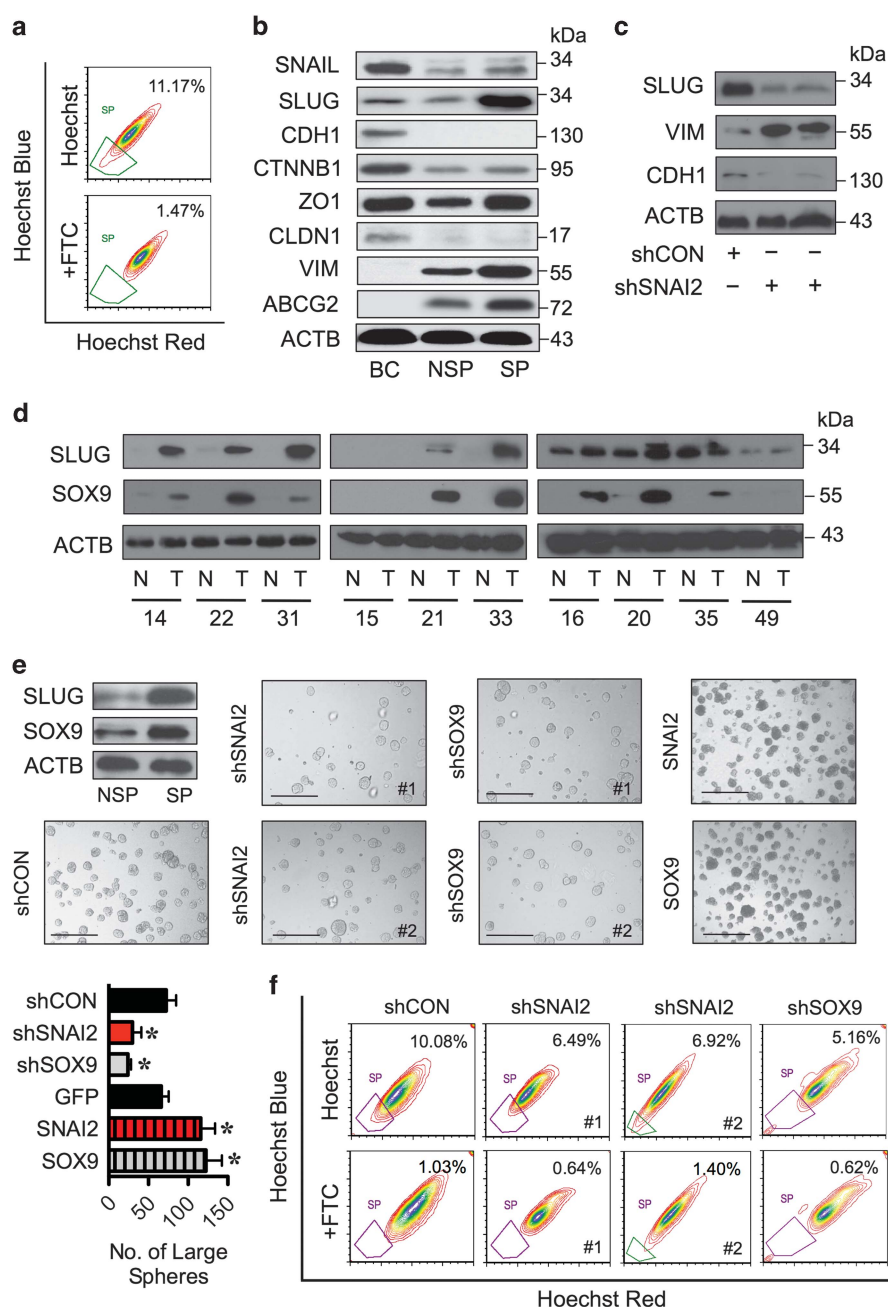 a
Hoechst Blue
Hoechst
11.17%
SP
+FTC
1.47%
SP
Hoechst Red
b
kDa
SNAIL
34
SLUG
34
CDH1
130
CTNNB1
95
ZO1
CLDN1
17
VIM
55
ABCG2
72
ACTB
43
BC NSP SP
c
kDa
SLUG
34
VIM
55
CDH1
130
ACTB
43
shCON + – –
shSNAI2 – + +
d
kDa
SLUG
34
SOX9
55
ACTB
43
N T N T N T N T N T N T N T N T N T N T
14 22 31 15 21 33 16 20 35 49
e
SLUG
SOX9
ACTB
NSP SP
shSNAI2
#1
shSOX9
#1
SNAI2
shCON
shSNAI2
#2
shSOX9
#2
SOX9
shCON
shSNAI2 *
shSOX9 *
GFP
SNAI2 *
SOX9 *
0 50 100 150
No. of Large
Spheres
f
shCON shSNAI2 shSNAI2 shSOX9
Hoechst Blue
Hoechst
10.08%
SP
6.49%
SP
#1
6.92%
SP
#2
5.16%
SP
+FTC
1.03%
SP
0.64%
SP
#1
1.40%
SP
#2
0.62%
SP
Hoechst Red